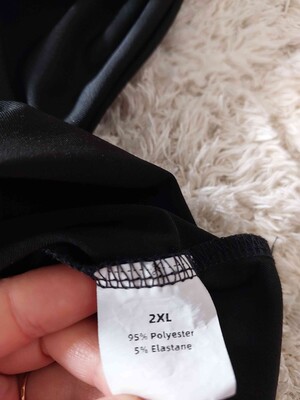 2XL
95% Polyester
5% Elastane